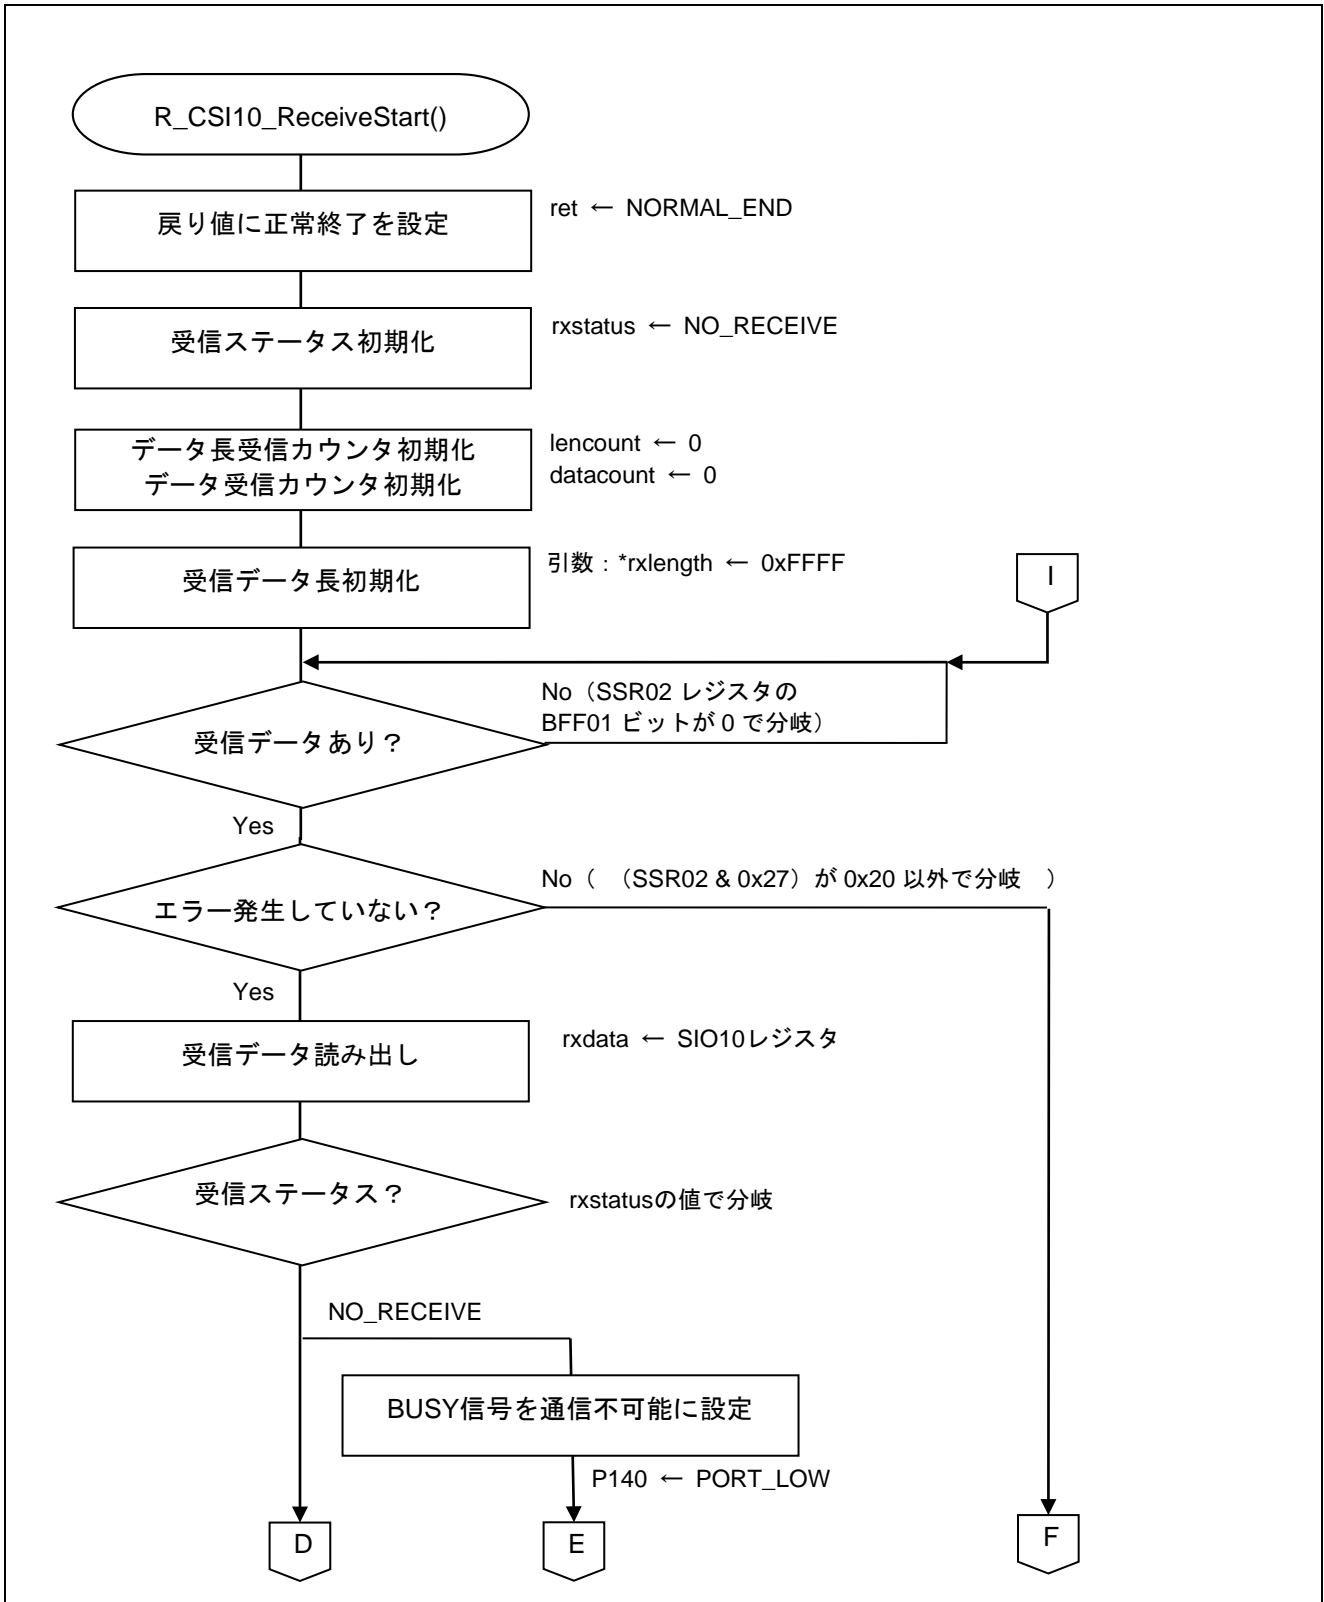 R_CSI10_ReceiveStart()
戻り値に正常終了を設定
ret ← NORMAL_END
受信ステータス初期化
rxstatus ← NO_RECEIVE
データ長受信カウンタ初期化
データ受信カウンタ初期化
lencount ← 0
datacount ← 0
受信データ長初期化
引数：*rxlength ← 0xFFFF
I
No（SSR02 レジスタの
BFF01 ビットが 0 で分岐）
受信データあり？
Yes
No（ （SSR02 & 0x27）が 0x20 以外で分岐 ）
エラー発生していない？
Yes
受信データ読み出し
rxdata ← SIO10レジスタ
受信ステータス？
rxstatusの値で分岐
NO_RECEIVE
BUSY信号を通信不可能に設定
P140 ← PORT_LOW
D
E
F